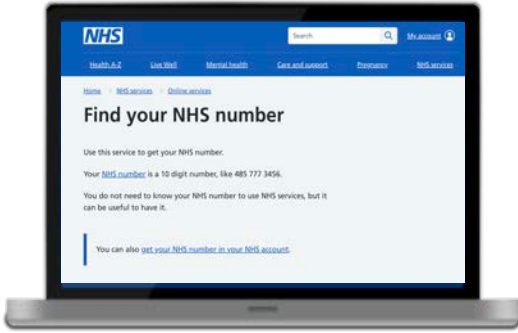 NHS
Search
My account
Health A-Z Live Well Mental health Care and support Pregnancy NHS services
Home > NHS services > Online services
Find your NHS number
Use this service to get your NHS number.
Your NHS number is a 10 digit number, like 485 777 3456.
You do not need to know your NHS number to use NHS services, but it
can be useful to have it.
You can also get your NHS number in your NHS account.